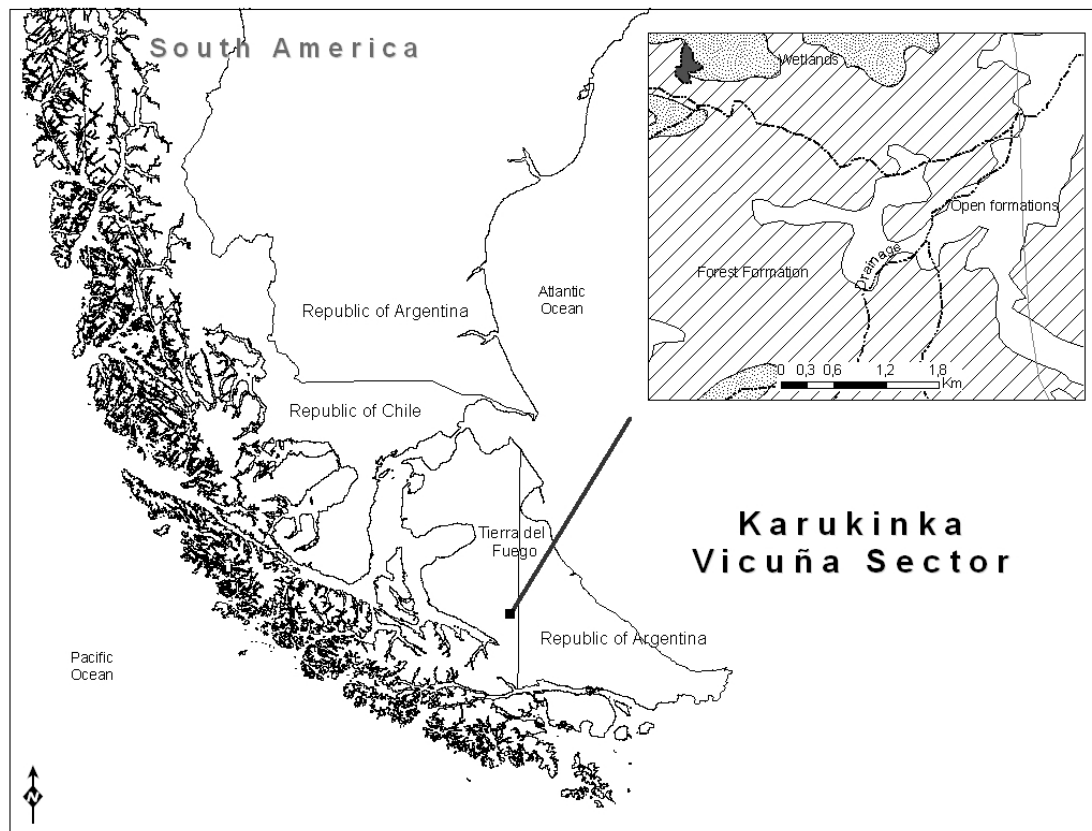 South America
Wetlands
Open formations
Drainage
Forest Formation
0 0,3 0,6 1,2 1,8
Km
Republic of Argentina
Atlantic
Ocean
Republic of Chile
Tierra del
Fuego
Karukinka
Vicuña Sector
Republic of Argentina
Pacific
Ocean
N